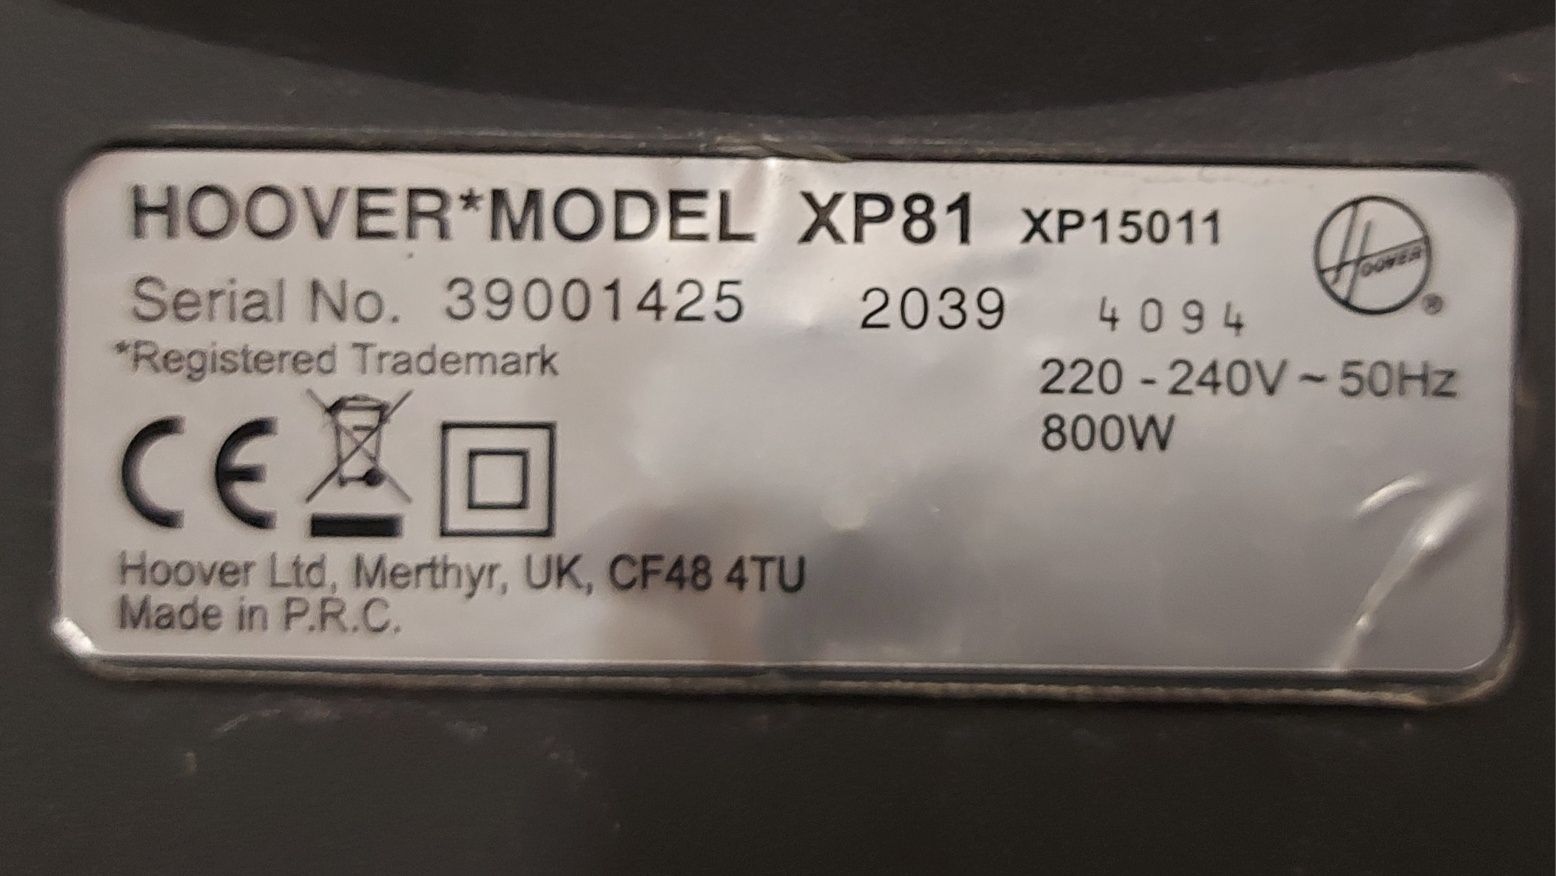 HOOVER*MODEL XP81 XP15011
HOOVER ®
Serial No. 39001425 2039 4094
*Registered Trademark
220 - 240V ~ 50Hz
800W
CE
Hoover Ltd, Merthyr, UK, CF48 4TU
Made in P.R.C.